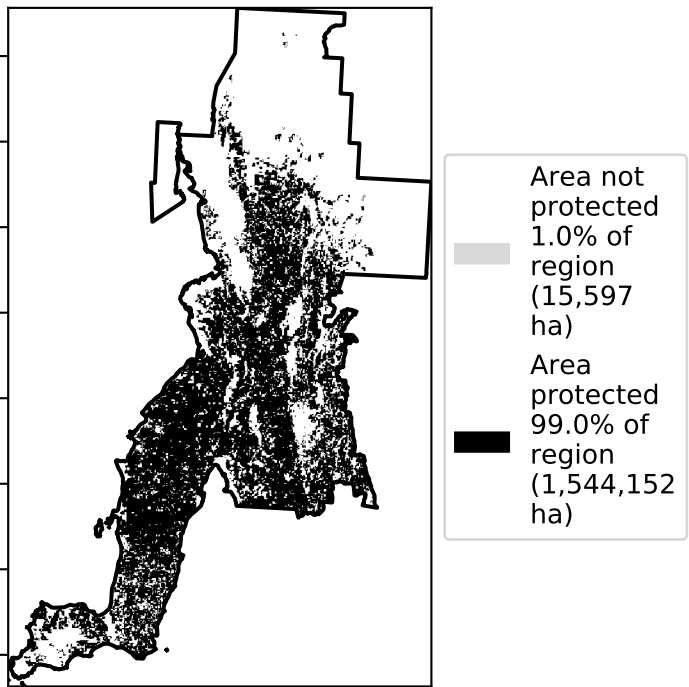 Area not
protected
1.0% of
region
(15,597
ha)
Area
protected
99.0% of
region
(1,544,152
ha)